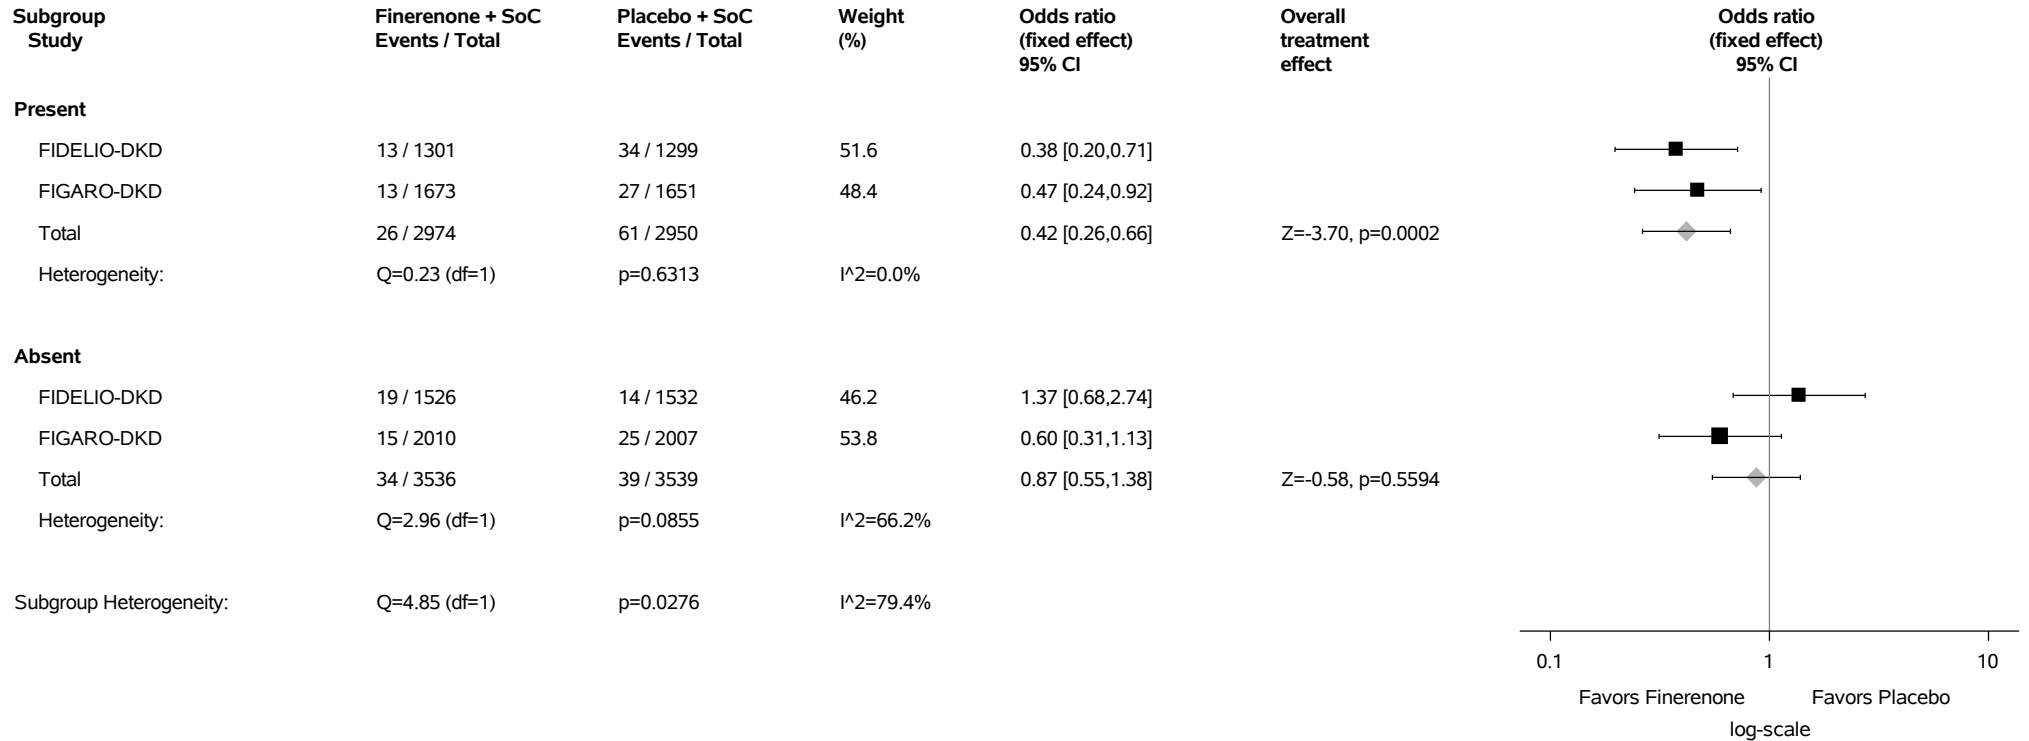 Subgroup Finerenone + SoC Placebo + SoC Weight Odds ratio Overall Odds ratio
Study Events / Total Events / Total (%) (fixed effect) treatment (fixed effect)
95% CI effect 95% CI
Present
FIDELIO-DKD 13 / 1301 34 / 1299 51.6 0.38 [0.20,0.71]
FIGARO-DKD 13 / 1673 27 / 1651 48.4 0.47 [0.24,0.92]
Total 26 / 2974 61 / 2950 0.42 [0.26,0.66] Z=-3.70, p=0.0002
Heterogeneity: Q=0.23 (df=1) p=0.6313 I^2=0.0%
Absent
FIDELIO-DKD 19 / 1526 14 / 1532 46.2 1.37 [0.68,2.74]
FIGARO-DKD 15 / 2010 25 / 2007 53.8 0.60 [0.31,1.13]
Total 34 / 3536 39 / 3539 0.87 [0.55,1.38] Z=-0.58, p=0.5594
Heterogeneity: Q=2.96 (df=1) p=0.0855 I^2=66.2%
Subgroup Heterogeneity: Q=4.85 (df=1) p=0.0276 I^2=79.4%
0.1 1 10
Favors Finerenone Favors Placebo
log-scale